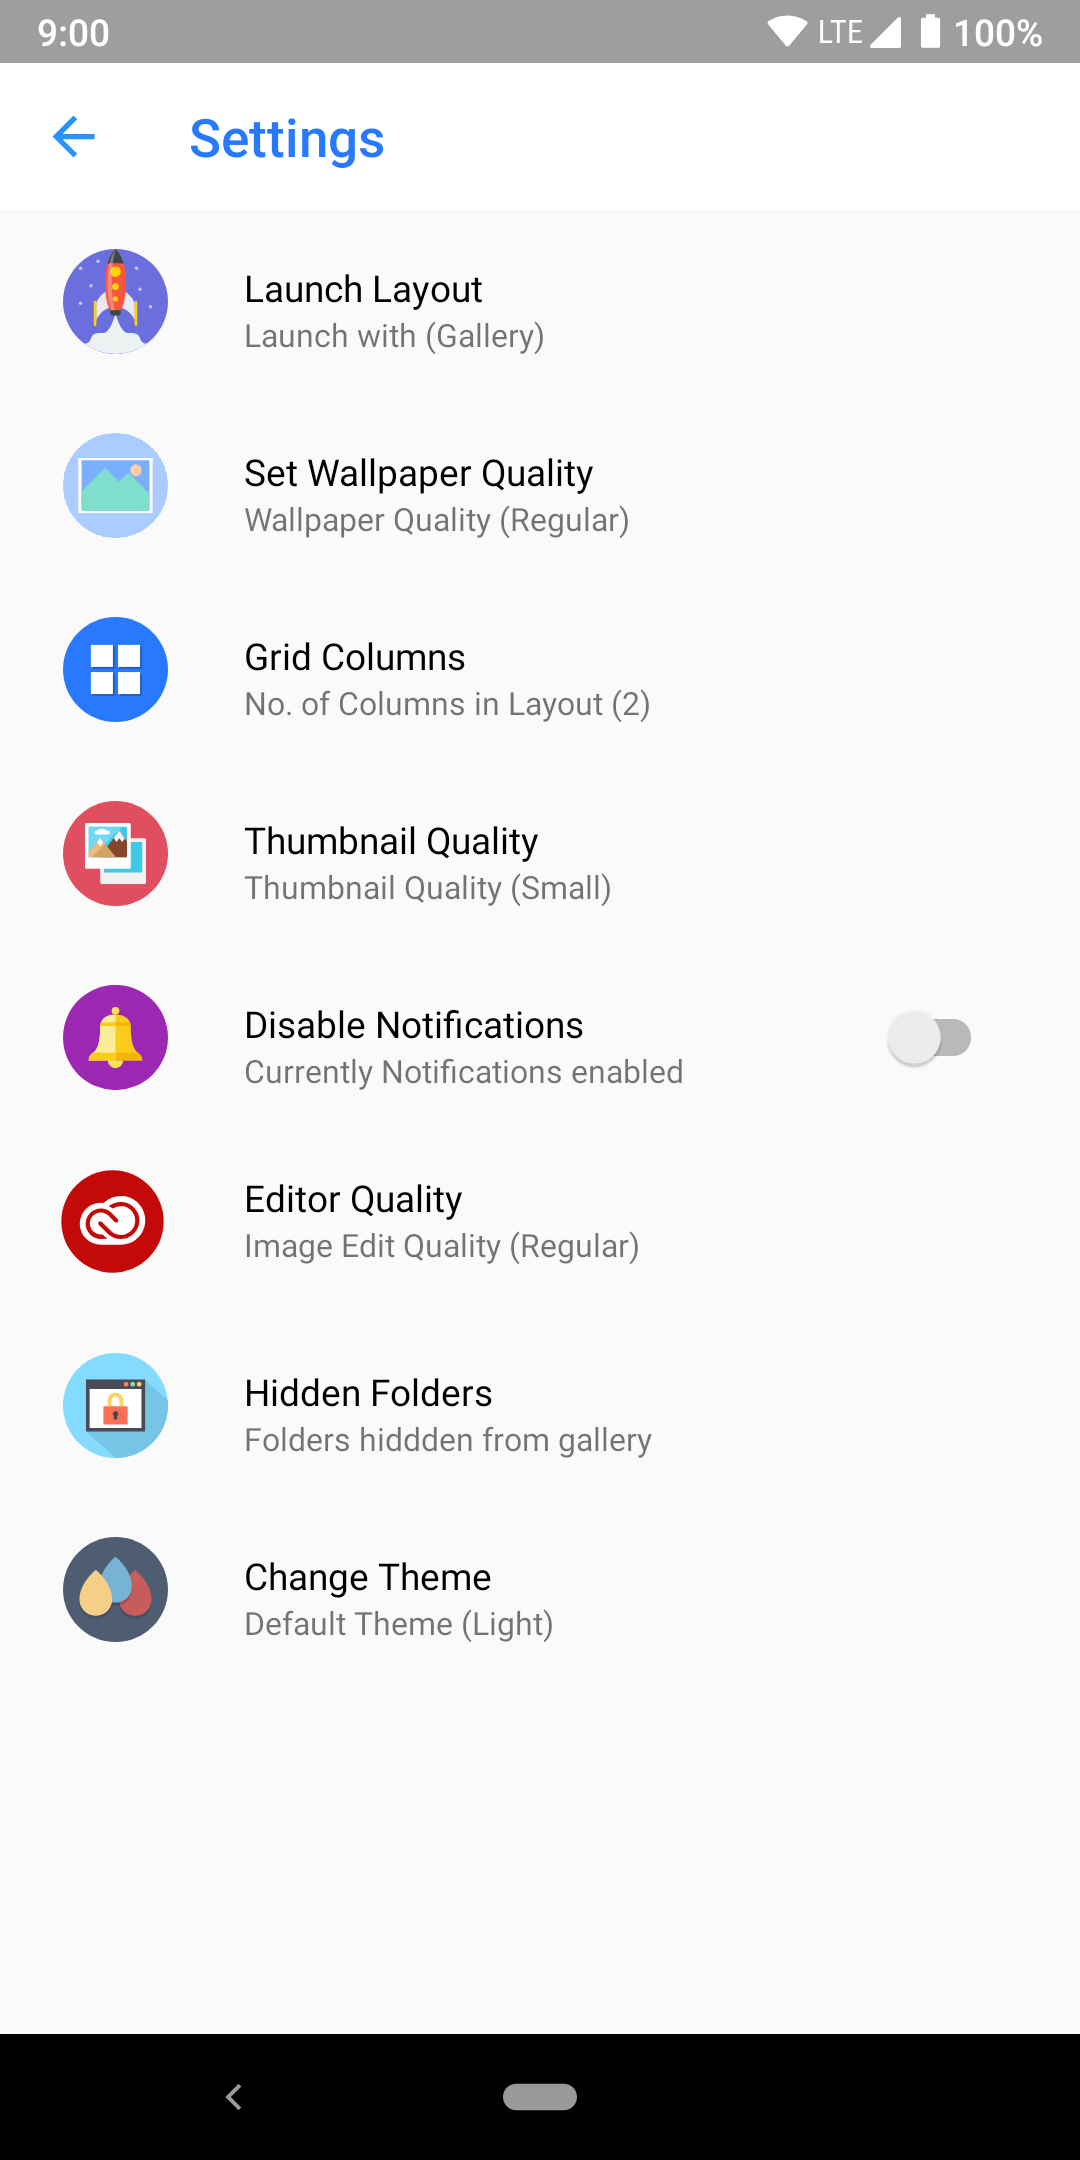 9:00 LTE 100%
Settings
Launch Layout
Launch with (Gallery)
Set Wallpaper Quality
Wallpaper Quality (Regular)
Grid Columns
No. of Columns in Layout (2)
Thumbnail Quality
Thumbnail Quality (Small)
Disable Notifications
Currently Notifications enabled
Editor Quality
Image Edit Quality (Regular)
Hidden Folders
Folders hiddden from gallery
Change Theme
Default Theme (Light)